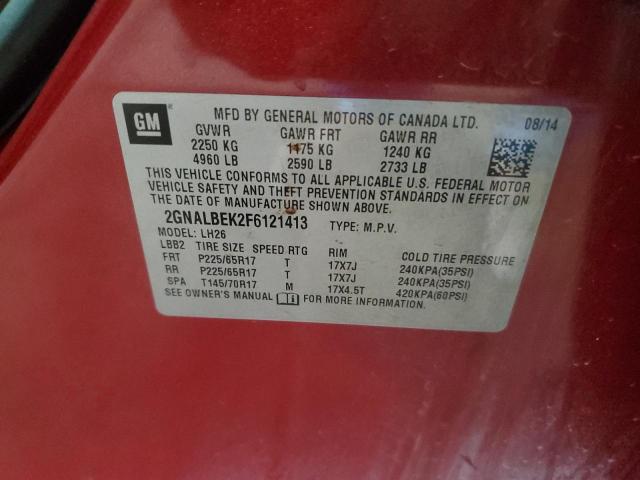 GM
MFD BY GENERAL MOTORS OF CANADA LTD. 08/14
GVWR GAWR FRT GAWR RR
2250 KG 1175 KG 1240 KG
4960 LB 2590 LB 2733 LB
THIS VEHICLE CONFORMS TO ALL APPLICABLE U.S. FEDERAL MOTOR
VEHICLE SAFETY AND THEFT PREVENTION STANDARDS IN EFFECT ON
THE DATE OF MANUFACTURE SHOWN ABOVE.
2GNALBEK2F6121413 TYPE: M.P.V.
MODEL: LH26
LBB2 TIRE SIZE SPEED RTG RIM COLD TIRE PRESSURE
FRT P225/65R17 T 17X7J 240KPA(35PSI)
RR P225/65R17 T 17X7J 240KPA(35PSI)
SPA T145/70R17 M 17X4.5T 420KPA(60PSI)
SEE OWNER'S MANUAL FOR MORE INFORMATION.